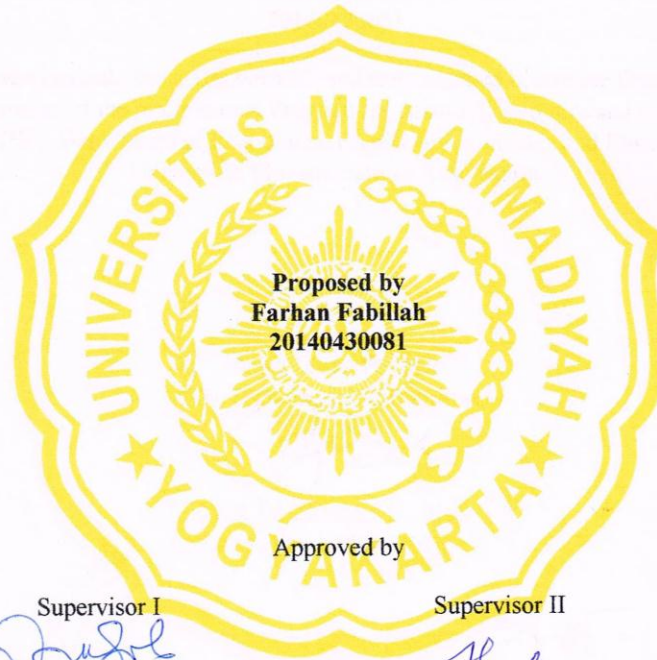 UNIVERSITAS MUHAMMADIYAH
YOGYAKARTA
Proposed by
Farhan Fabillah
20140430081
Approved by
Supervisor I
Supervisor II